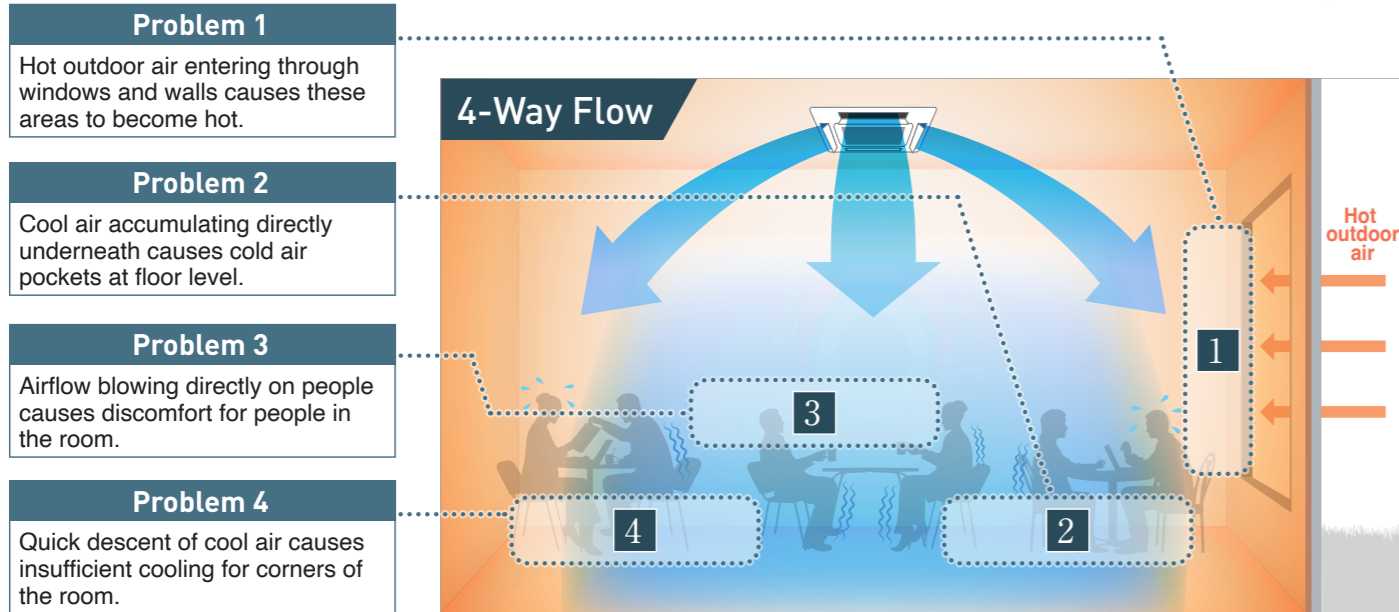 Problem 1
Hot outdoor air entering through
windows and walls causes these
areas to become hot.
Problem 2
Cool air accumulating directly
underneath causes cold air
pockets at floor level.
Problem 3
Airflow blowing directly on people
causes discomfort for people in
the room.
Problem 4
Quick descent of cool air causes
insufficient cooling for corners of
the room.
4-Way Flow
Hot
outdoor
air
1
3
4
2